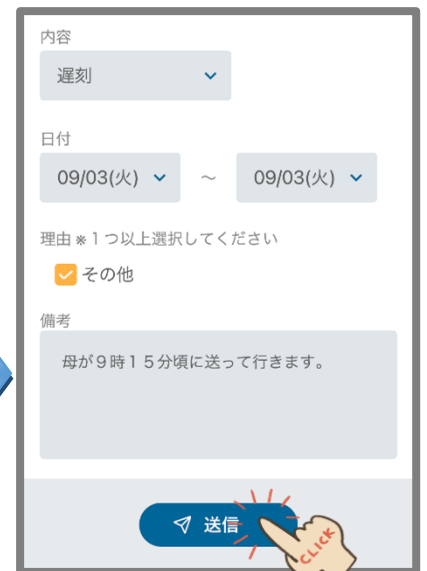 内容
遅刻
日付
09/03(火) ～ 09/03(火)
理由 ※１つ以上選択してください
その他
備考
母が９時１５分頃に送って行きます。
送信
CLICK